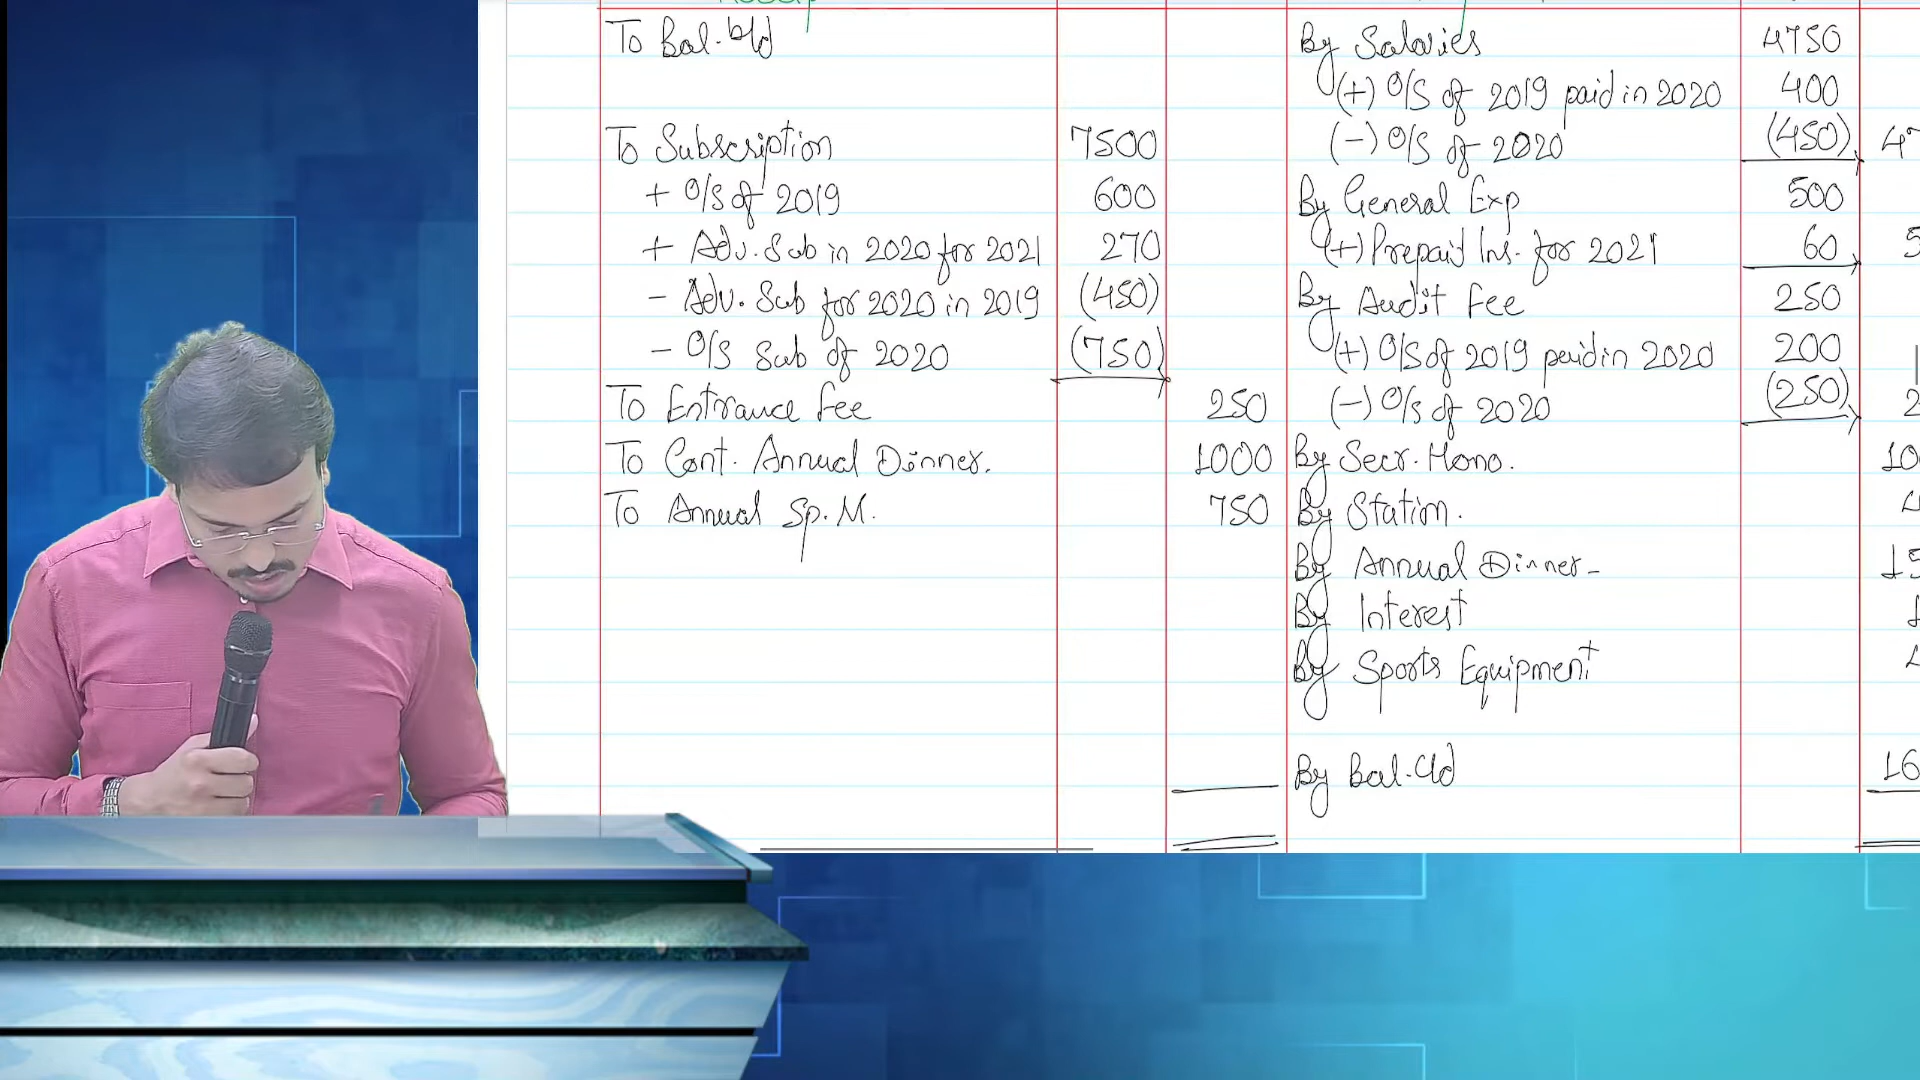 To Bal. b/d
To Subscription 7500
+ O/S of 2019 600
+ Adv. Sub in 2020 for 2021 270
- Adv. Sub for 2020 in 2019 (450)
- O/S Sub of 2020 (750)
To Entrance Fee 250
To Cont. Annual Dinner. 1000
To Annual Sp. M. 750
By Salaries 4750
(+) O/S of 2019 paid in 2020 400
(-) O/S of 2020 (450)
By General Exp 500
(+) Prepaid Ins. for 2021 60
By Audit Fee 250
(+) O/S of 2019 paid in 2020 200
(-) O/S of 2020 (250)
By Secr. Hono.
By Station.
By Annual Dinner-
By Interest
By Sports Equipment
By Bal. c/d